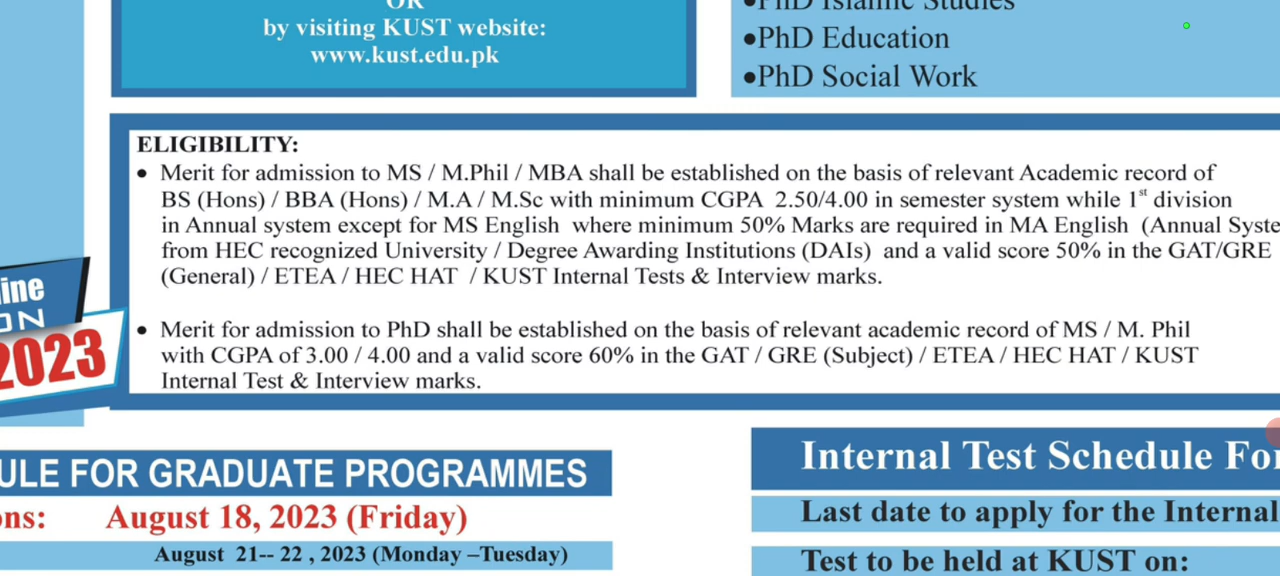 OR
by visiting KUST website:
www.kust.edu.pk
•PhD Islamic Studies
•PhD Education
•PhD Social Work
ELIGIBILITY:
• Merit for admission to MS / M.Phil / MBA shall be established on the basis of relevant Academic record of
BS (Hons) / BBA (Hons) / M.A / M.Sc with minimum CGPA 2.50/4.00 in semester system while 1st division
in Annual system except for MS English where minimum 50% Marks are required in MA English (Annual Syste
from HEC recognized University / Degree Awarding Institutions (DAIs) and a valid score 50% in the GAT/GRE
(General) / ETEA / HEC HAT / KUST Internal Tests & Interview marks.
• Merit for admission to PhD shall be established on the basis of relevant academic record of MS / M. Phil
with CGPA of 3.00 / 4.00 and a valid score 60% in the GAT / GRE (Subject) / ETEA / HEC HAT / KUST
Internal Test & Interview marks.
ine
ON
2023
ULE FOR GRADUATE PROGRAMMES
ons: August 18, 2023 (Friday)
August 21-- 22 , 2023 (Monday –Tuesday)
Internal Test Schedule For
Last date to apply for the Internal
Test to be held at KUST on: